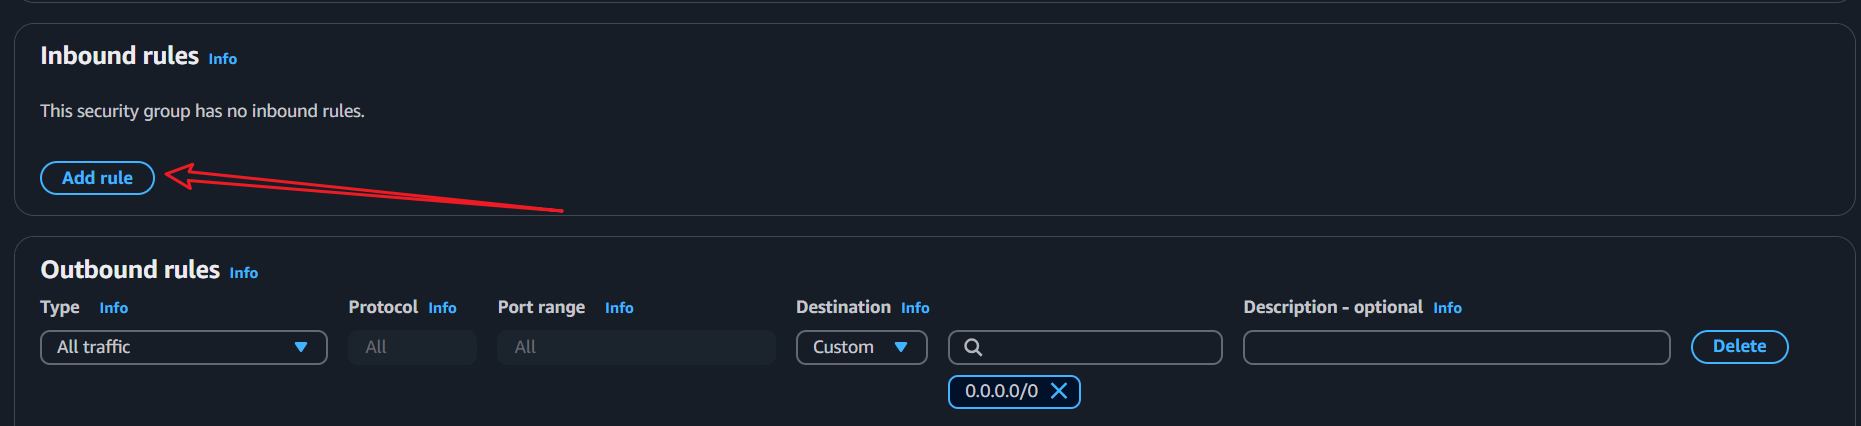 Inbound rules Info
This security group has no inbound rules.
Add rule
Outbound rules Info
Type Info Protocol Info Port range Info Destination Info Description - optional Info
All traffic All All Custom Delete
0.0.0.0/0